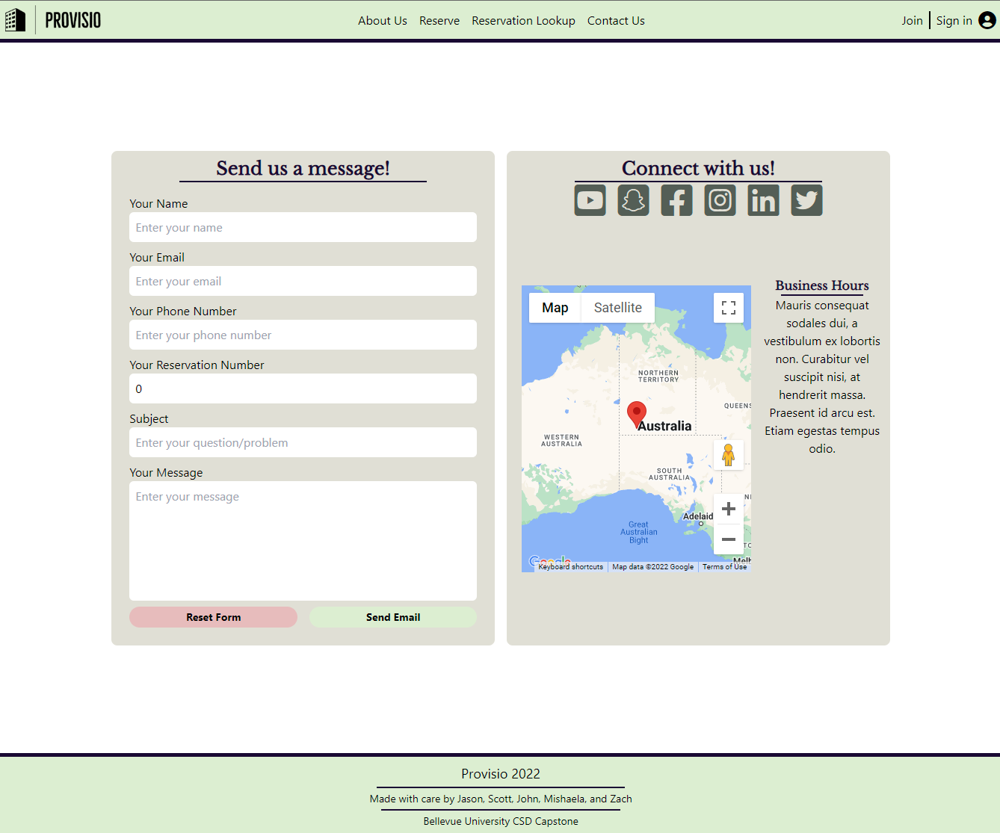 PROVISIO
About Us Reserve Reservation Lookup Contact Us
Join Sign in
Send us a message!
Your Name
Enter your name
Your Email
Enter your email
Your Phone Number
Enter your phone number
Your Reservation Number
0
Subject
Enter your question/problem
Your Message
Enter your message
Reset Form Send Email
Connect with us!
Map Satellite
NORTHERN
TERRITORY
QUEENS
Australia
WESTERN
AUSTRALIA
SOUTH
AUSTRALIA
Adelaid
Great
Australian
Bight
Melb
Google
Keyboard shortcuts Map data ©2022 Google Terms of Use
Business Hours
Mauris consequat
sodales dui, a
vestibulum ex lobortis
non. Curabitur vel
suscipit nisi, at
hendrerit massa.
Praesent id arcu est.
Etiam egestas tempus
odio.
Provisio 2022
Made with care by Jason, Scott, John, Mishaela, and Zach
Bellevue University CSD Capstone